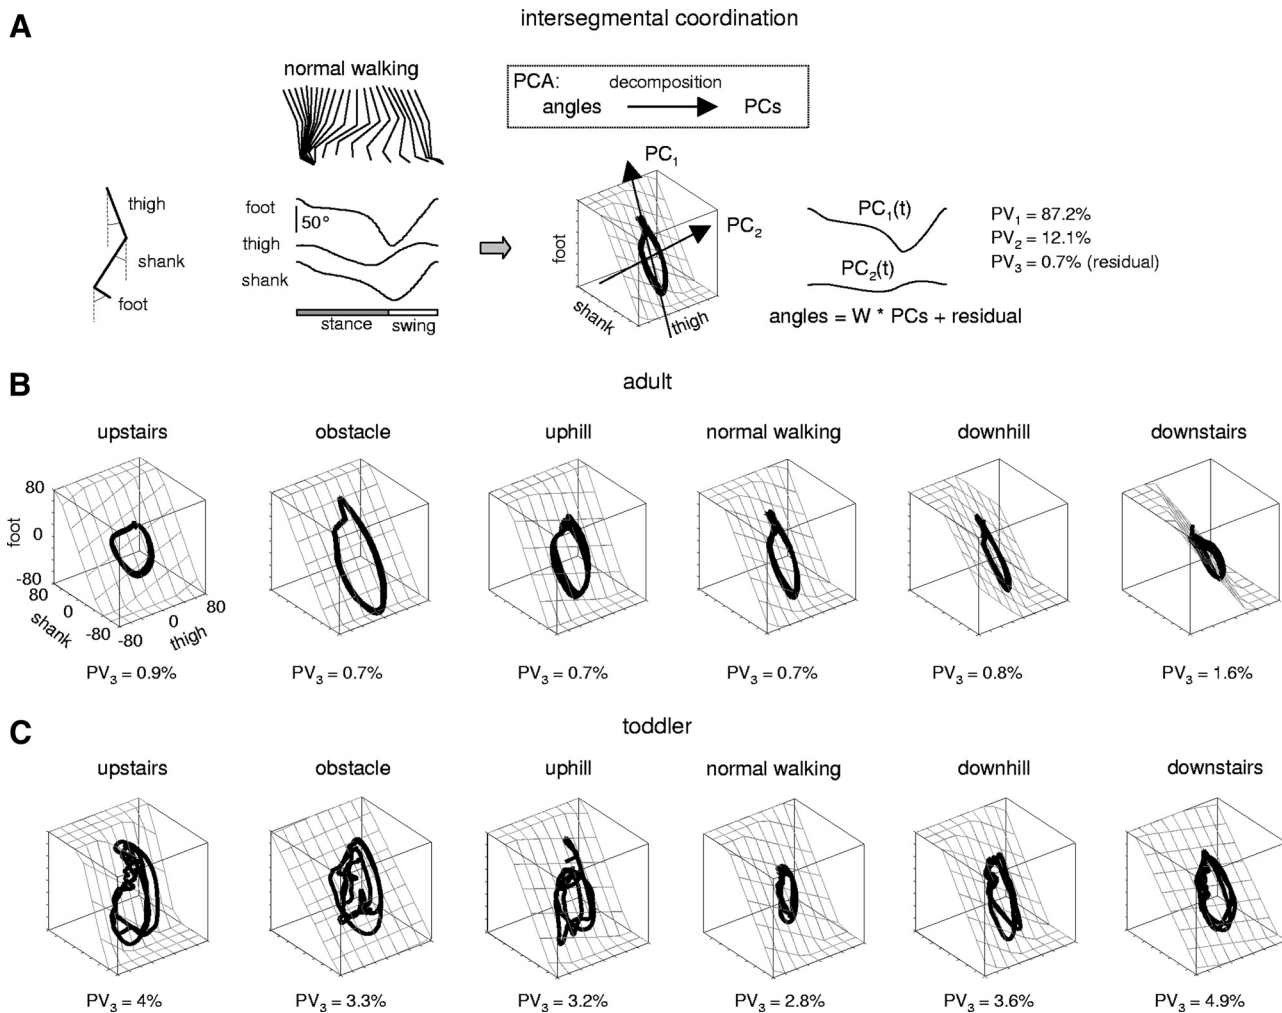 A
intersegmental coordination
normal walking
PCA: decomposition
angles PCs
thigh
shank
foot
foot
50°
thigh
shank
stance swing
PC1
PC2
foot
shank
thigh
PC1(t)
PC2(t)
PV1 = 87.2%
PV2 = 12.1%
PV3 = 0.7% (residual)
angles = W * PCs + residual
B
adult
upstairs obstacle uphill normal walking downhill downstairs
80
0
-80
foot
80
0
-80
shank
-80
0
80
thigh
PV3 = 0.9% PV3 = 0.7% PV3 = 0.7% PV3 = 0.7% PV3 = 0.8% PV3 = 1.6%
C
toddler
upstairs obstacle uphill normal walking downhill downstairs
PV3 = 4% PV3 = 3.3% PV3 = 3.2% PV3 = 2.8% PV3 = 3.6% PV3 = 4.9%